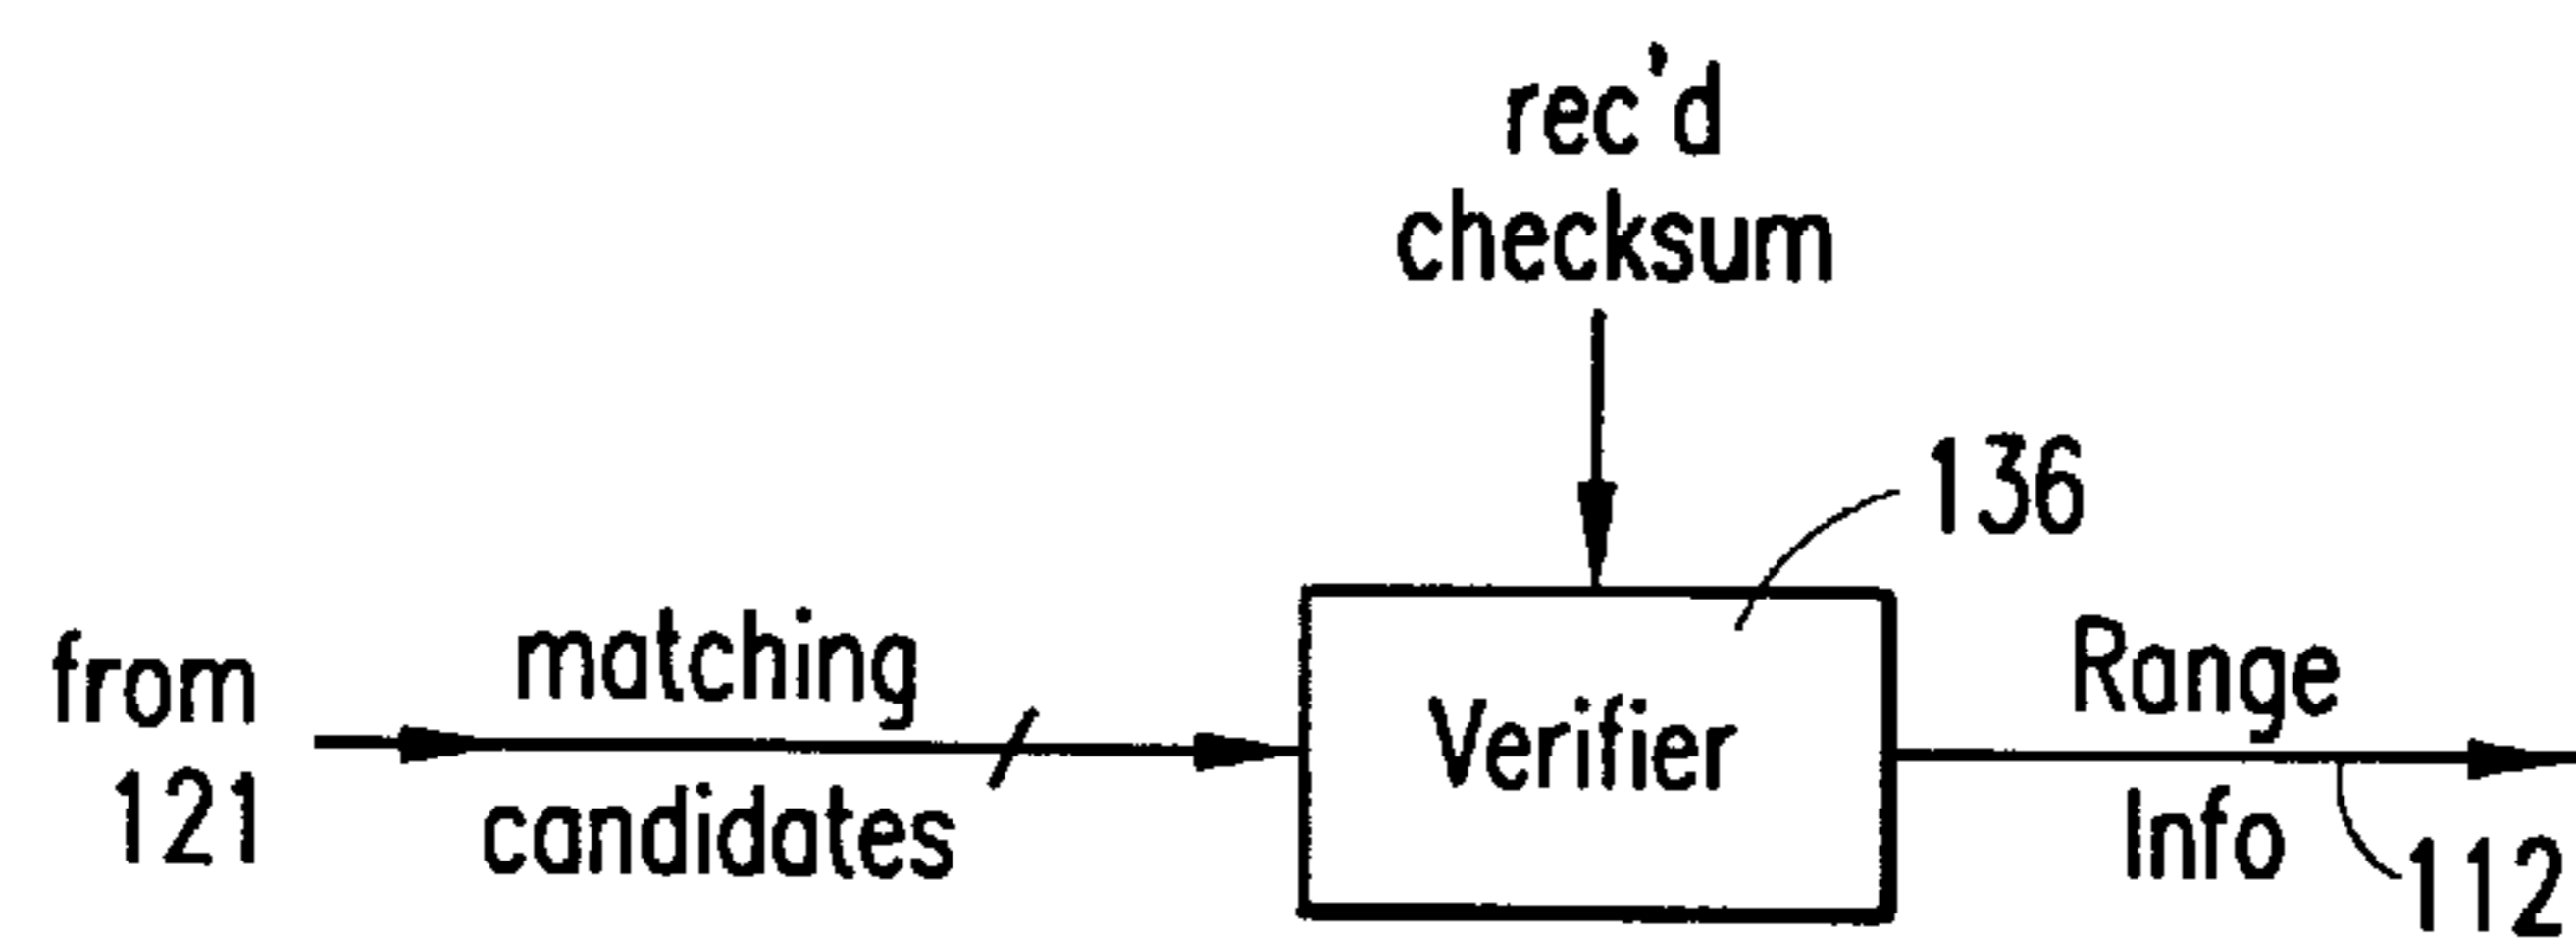 rec'd
checksum
136
from
121
matching
candidates
Verifier
Range
Info
112